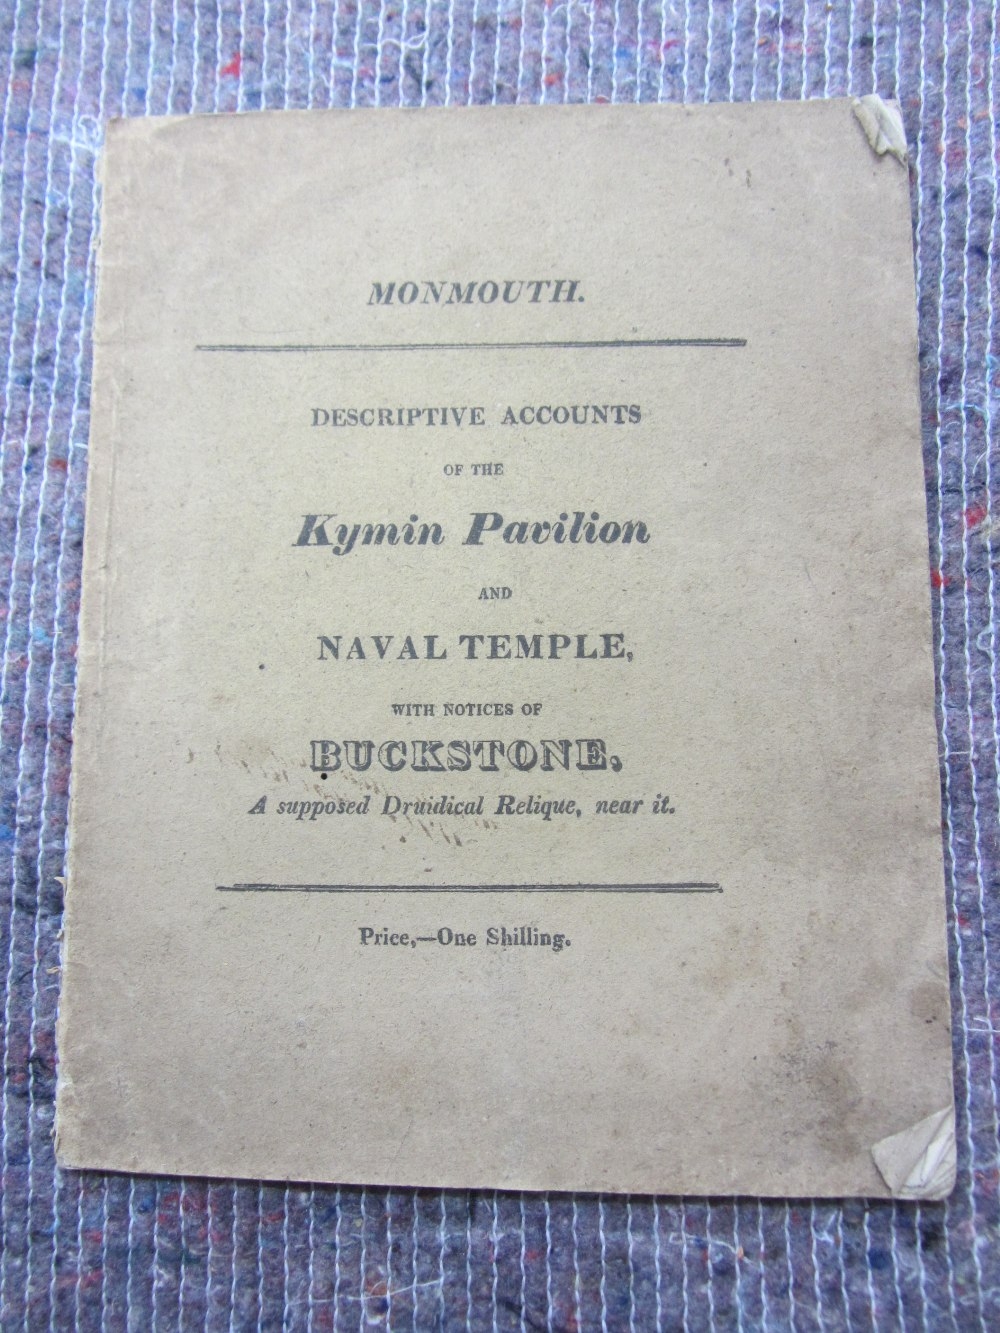 MONMOUTH.
DESCRIPTIVE ACCOUNTS
OF THE
Kymin Pavilion
AND
NAVAL TEMPLE,
WITH NOTICES OF
BUCKSTONE,
A supposed Druidical Relique, near it.
Price,—One Shilling.